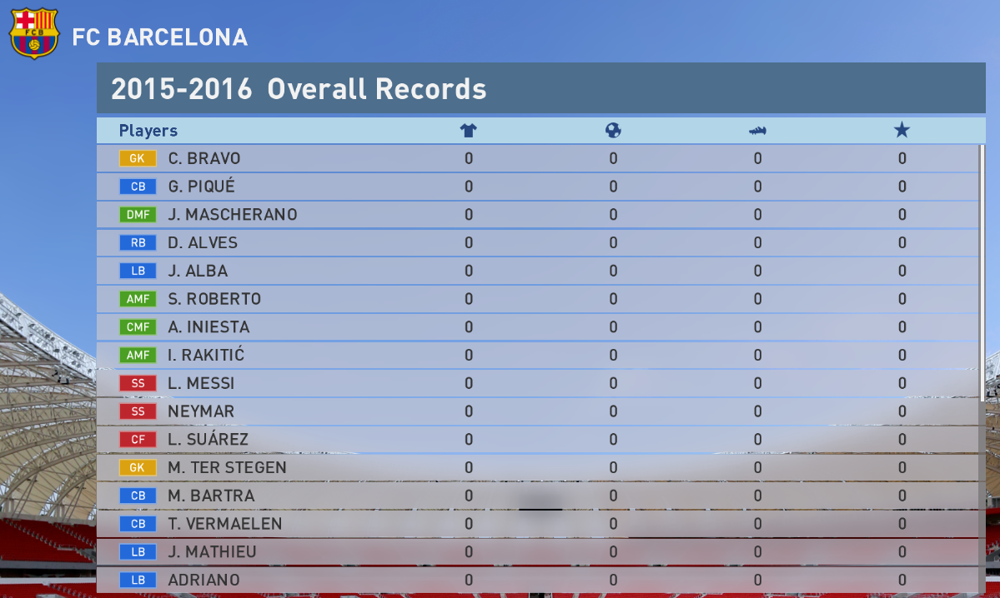 FCB
FC BARCELONA
2015-2016 Overall Records
Players
GK C. BRAVO 0 0 0 0
CB G. PIQUÉ 0 0 0 0
DMF J. MASCHERANO 0 0 0 0
RB D. ALVES 0 0 0 0
LB J. ALBA 0 0 0 0
AMF S. ROBERTO 0 0 0 0
CMF A. INIESTA 0 0 0 0
AMF I. RAKITIĆ 0 0 0 0
SS L. MESSI 0 0 0 0
SS NEYMAR 0 0 0 0
CF L. SUÁREZ 0 0 0 0
GK M. TER STEGEN 0 0 0 0
CB M. BARTRA 0 0 0 0
CB T. VERMAELEN 0 0 0 0
LB J. MATHIEU 0 0 0 0
LB ADRIANO 0 0 0 0